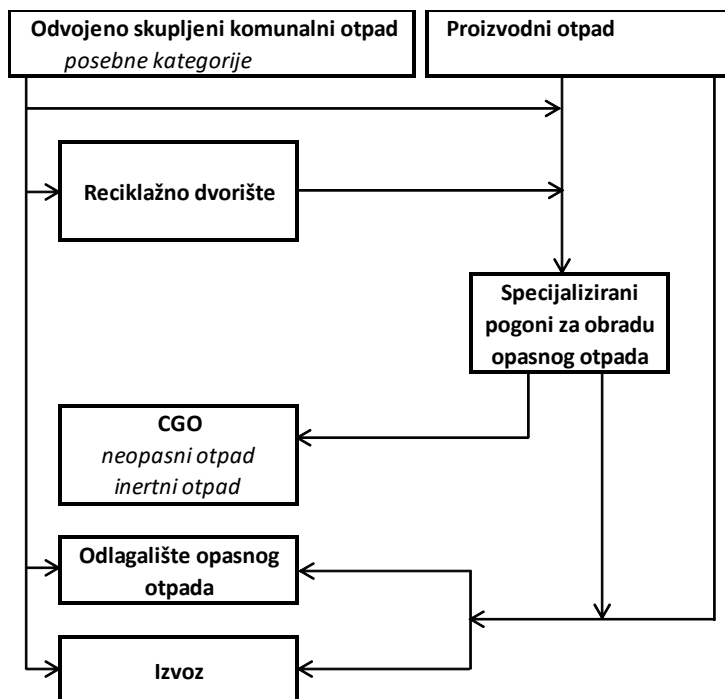 Odvojeno skupljeni komunalni otpad
posebne kategorije
Proizvodni otpad
Reciklažno dvorište
Specijalizirani
pogoni za obradu
opasnog otpada
CGO
neopasni otpad
inertni otpad
Odlagalište opasnog
otpada
Izvoz